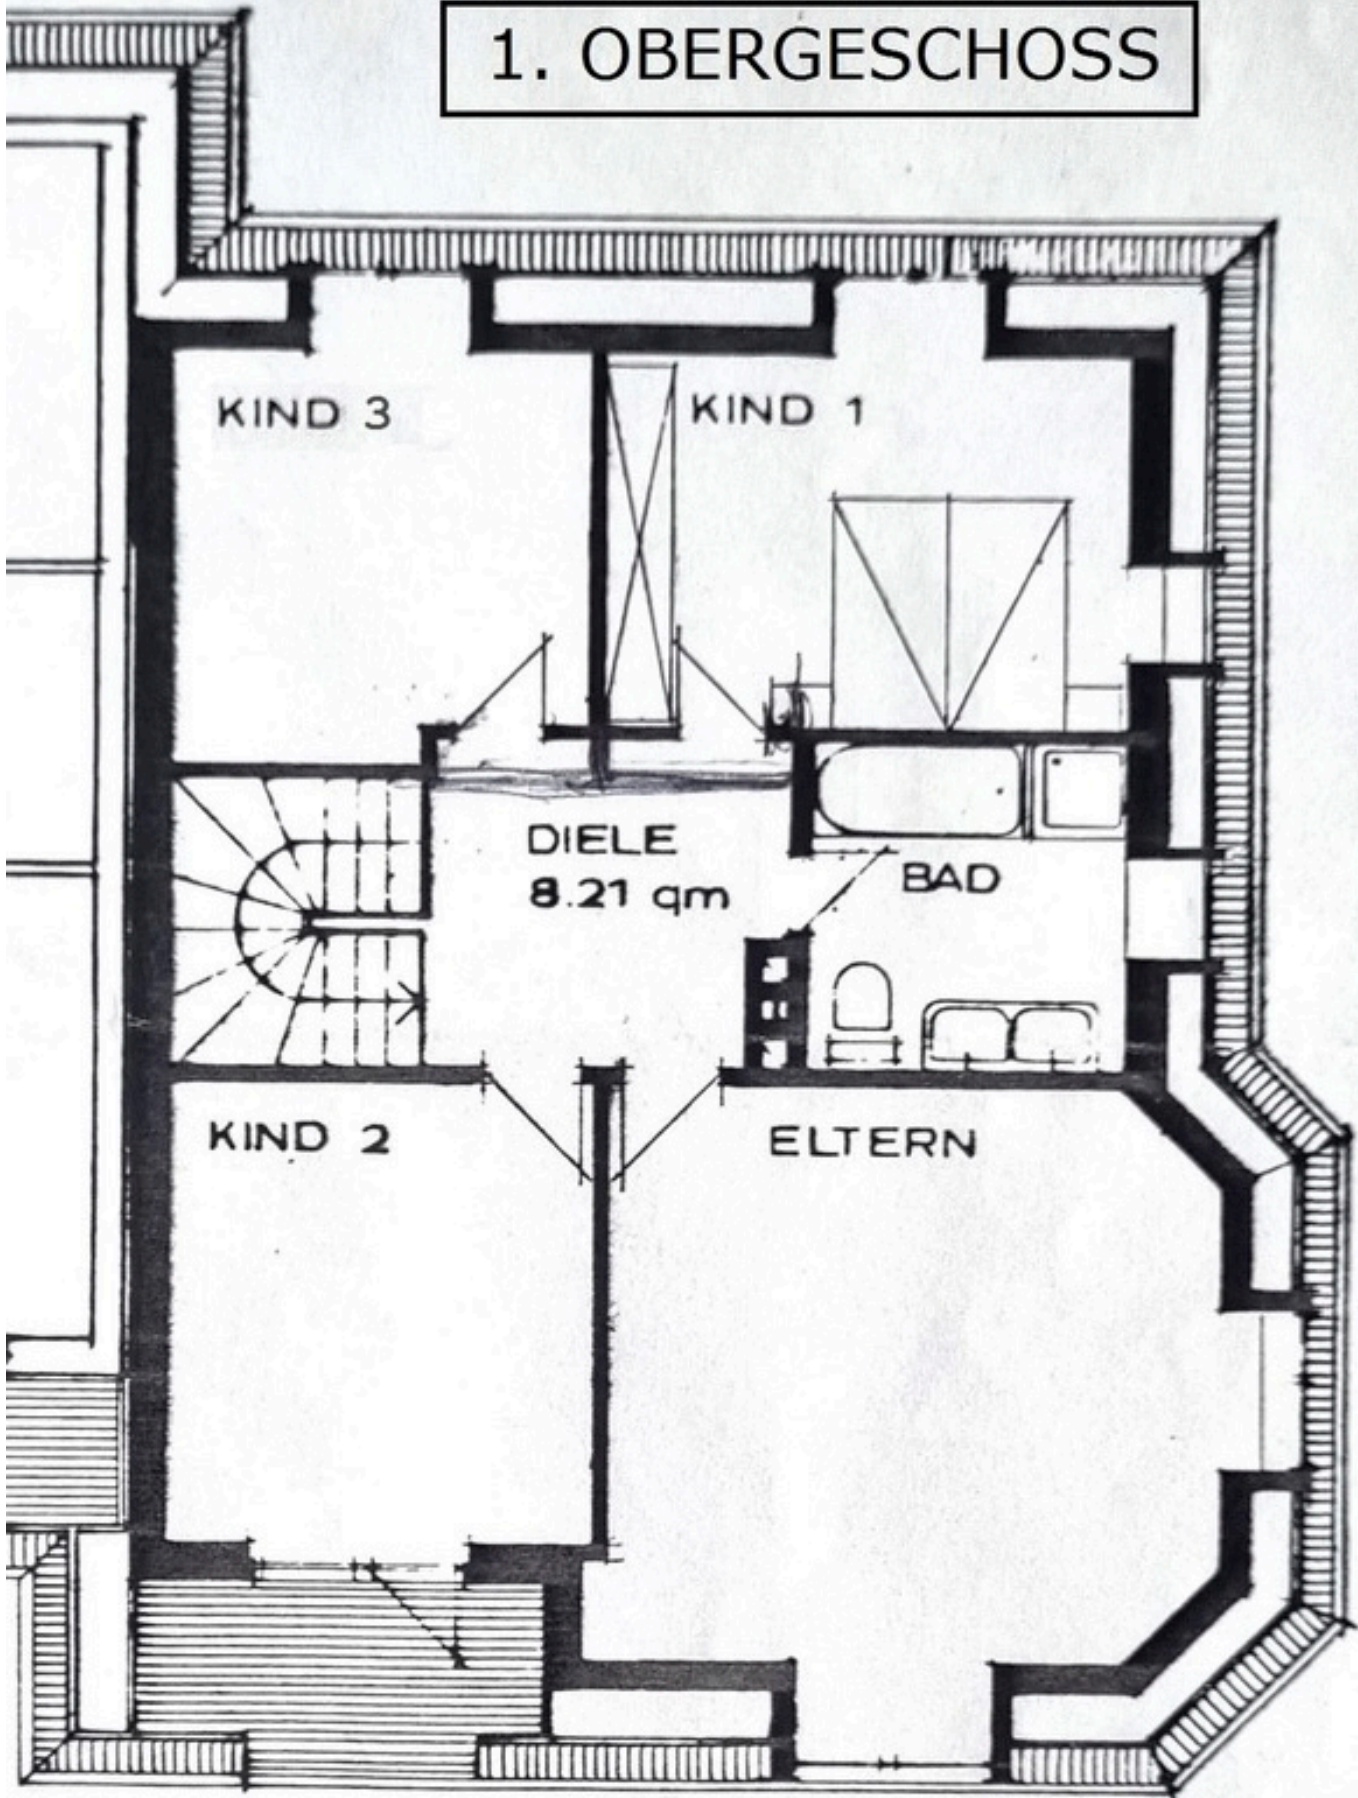 1. OBERGESCHOSS
KIND 3
KIND 1
DIELE
8.21 qm
BAD
KIND 2
ELTERN